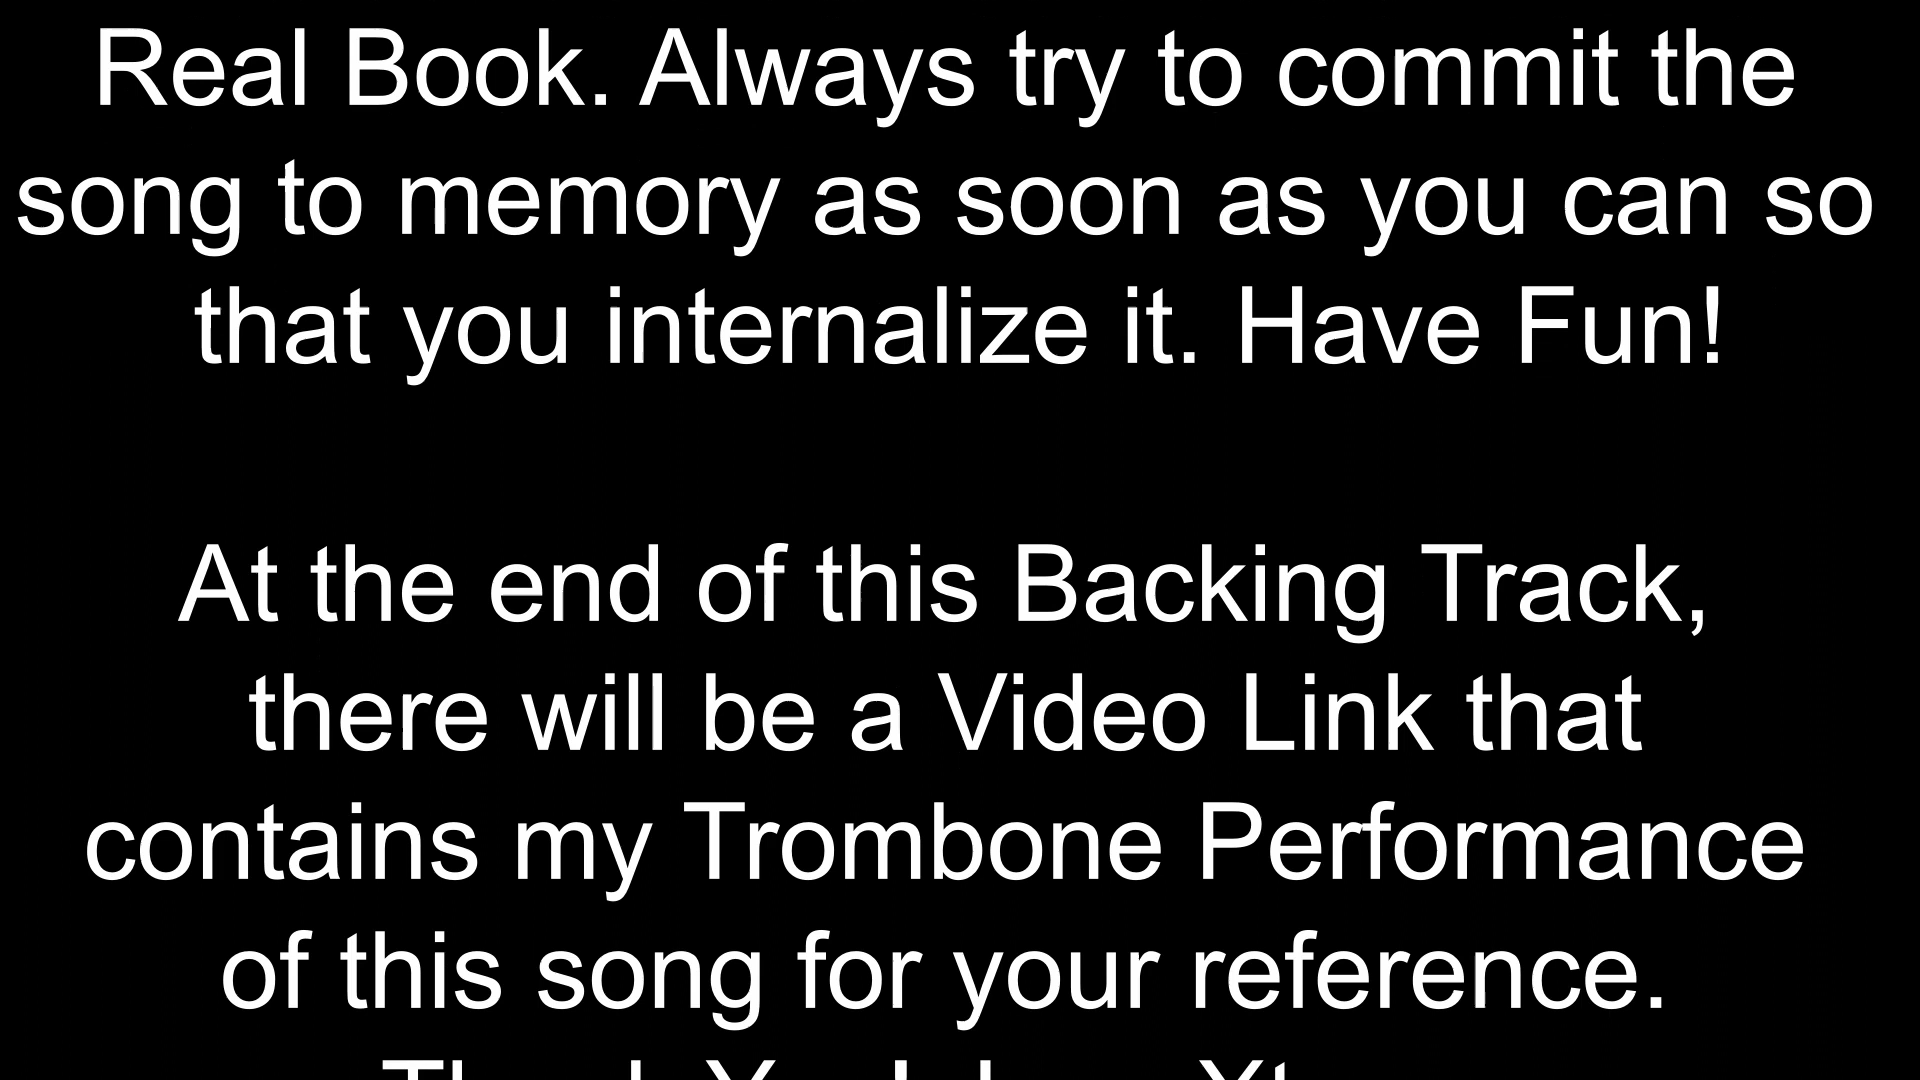 Real Book. Always try to commit the
song to memory as soon as you can so
that you internalize it. Have Fun!
At the end of this Backing Track,
there will be a Video Link that
contains my Trombone Performance
of this song for your reference.